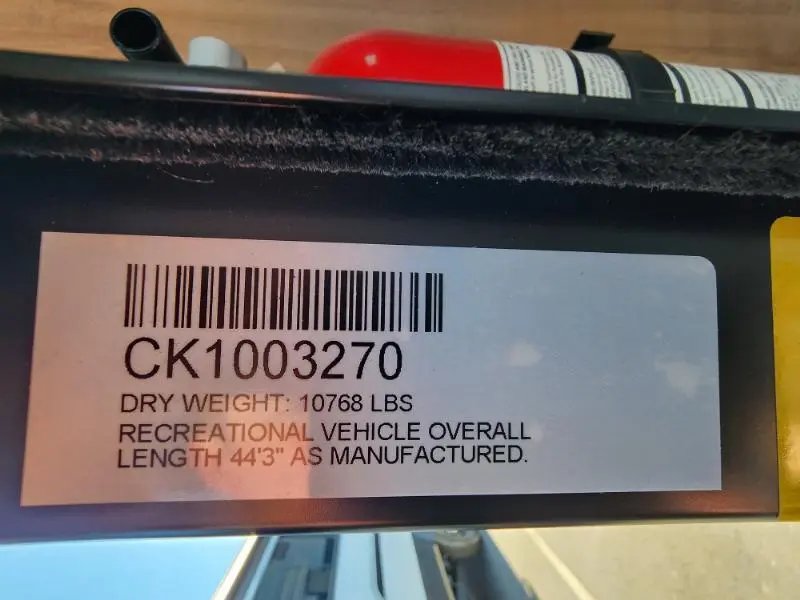 CK1003270
DRY WEIGHT: 10768 LBS
RECREATIONAL VEHICLE OVERALL
LENGTH 44'3" AS MANUFACTURED.